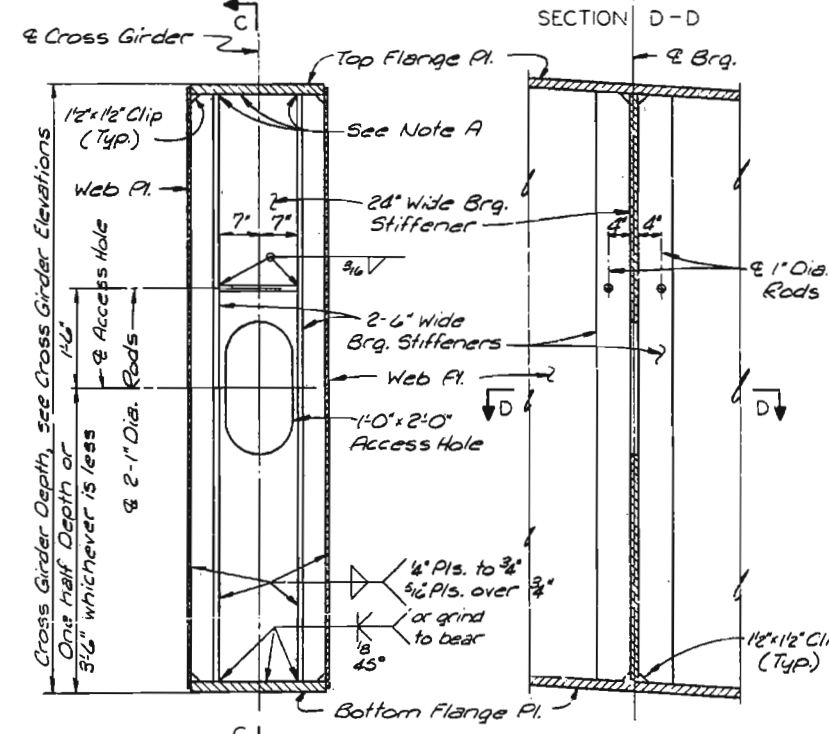 C
SECTION D-D
℄ Cross Girder
Top Flange Pl.
℄ Brg.
1½"x1½" Clip
(Typ.)
See Note A
Web Pl.
24" Wide Brg.
Stiffener
7" 7"
4" 4"
5/16
℄ 1" Dia.
Rods
2-6" Wide
Brg. Stiffeners
Web Pl.
D D
1'-0"x2'-0"
Access Hole
Cross Girder Depth, see Cross Girder Elevations
One half Depth or
3'-6" whichever is less
1'-6"
℄ Access Hole
℄ 2-1" Dia. Rods
¼" Pls. to ¾"
5/16" Pls. over ¾"
or grind
to bear
1/8
45°
1½"x1½" Cli
(Typ.)
Bottom Flange Pl.